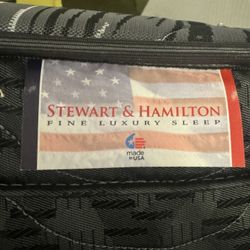 STEWART & HAMILTON
FINE LUXURY SLEEP
made
in USA